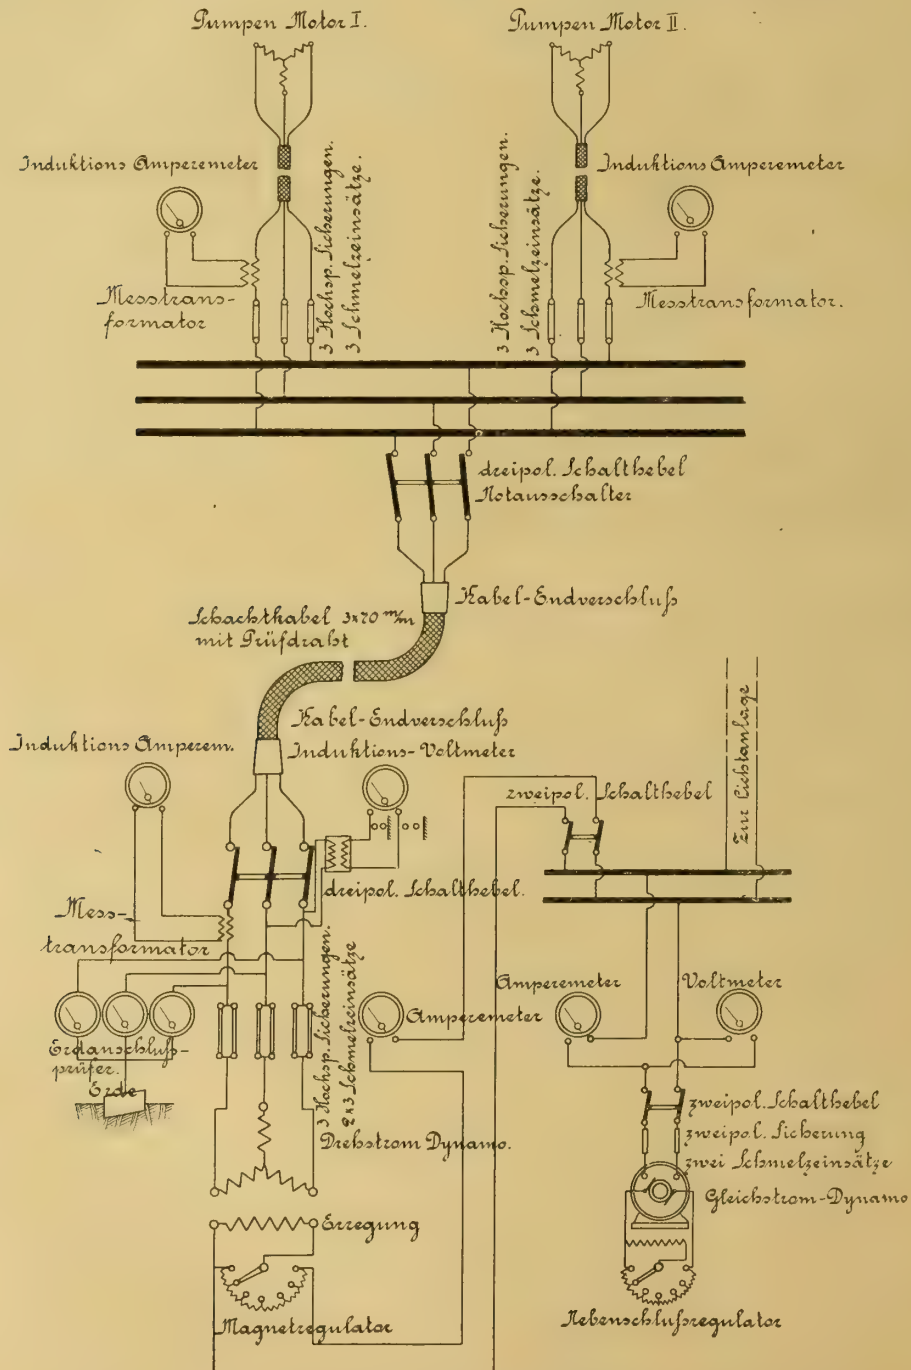 Pumpen Motor I.
Pumpen Motor II.
Induktions Amperemeter
3 Hochsp. Sicherungen.
3 Schmelzeinsätze.
Induktions Amperemeter
3 Hochsp. Sicherungen.
3 Schmelzeinsätze.
Messtrans-
formator
Messtransformator.
dreipol. Schalthebel
Notausschalter
Kabel-Endverschluß
Schachtkabel 3x70 m/m
mit Prüfdraht
Kabel-Endverschluß
Induktions Amperem.
Induktions-Voltmeter
zweipol. Schalthebel
Zur Lichtanlage
dreipol. Schalthebel.
Mess-
transformator
3 Hochsp. Sicherungen.
2x3 Schmelzeinsätze
Amperemeter
Amperemeter
Voltmeter
Erdanschluß-
prüfer.
Erde
Drehstrom Dynamo.
zweipol. Schalthebel
zweipol. Sicherung
zwei Schmelzeinsätze
Gleichstrom-Dynamo
Erregung
Magnetregulator
Nebenschlußregulator